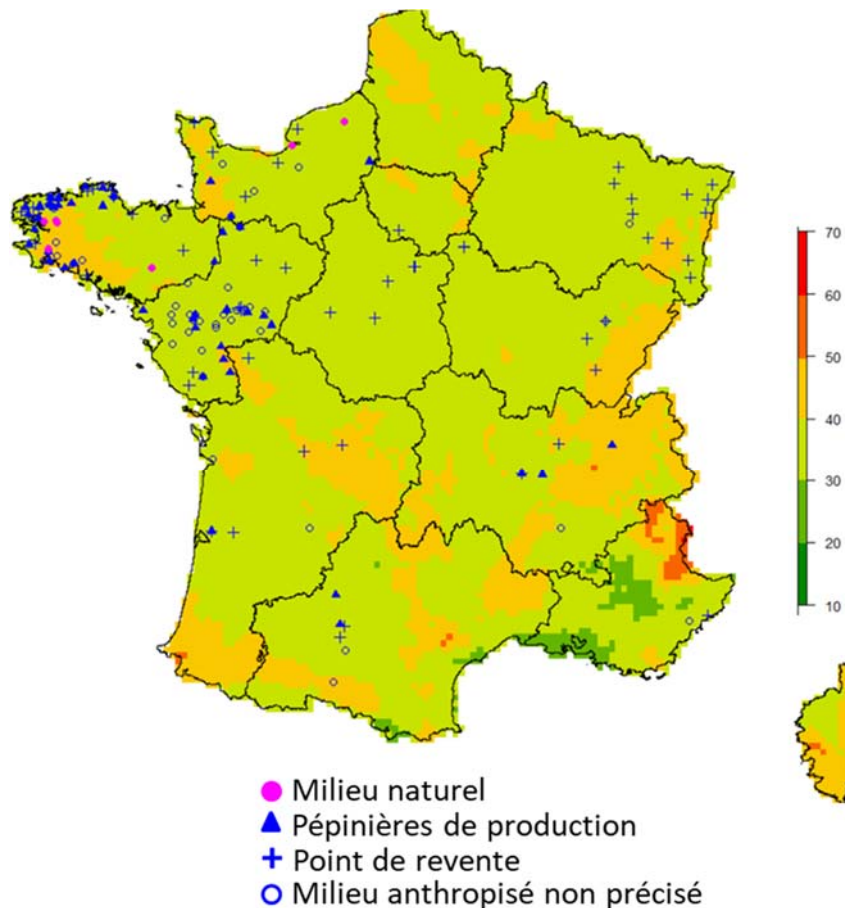 70
60
50
40
30
20
10
Milieu naturel
Pépinières de production
Point de revente
Milieu anthropisé non précisé